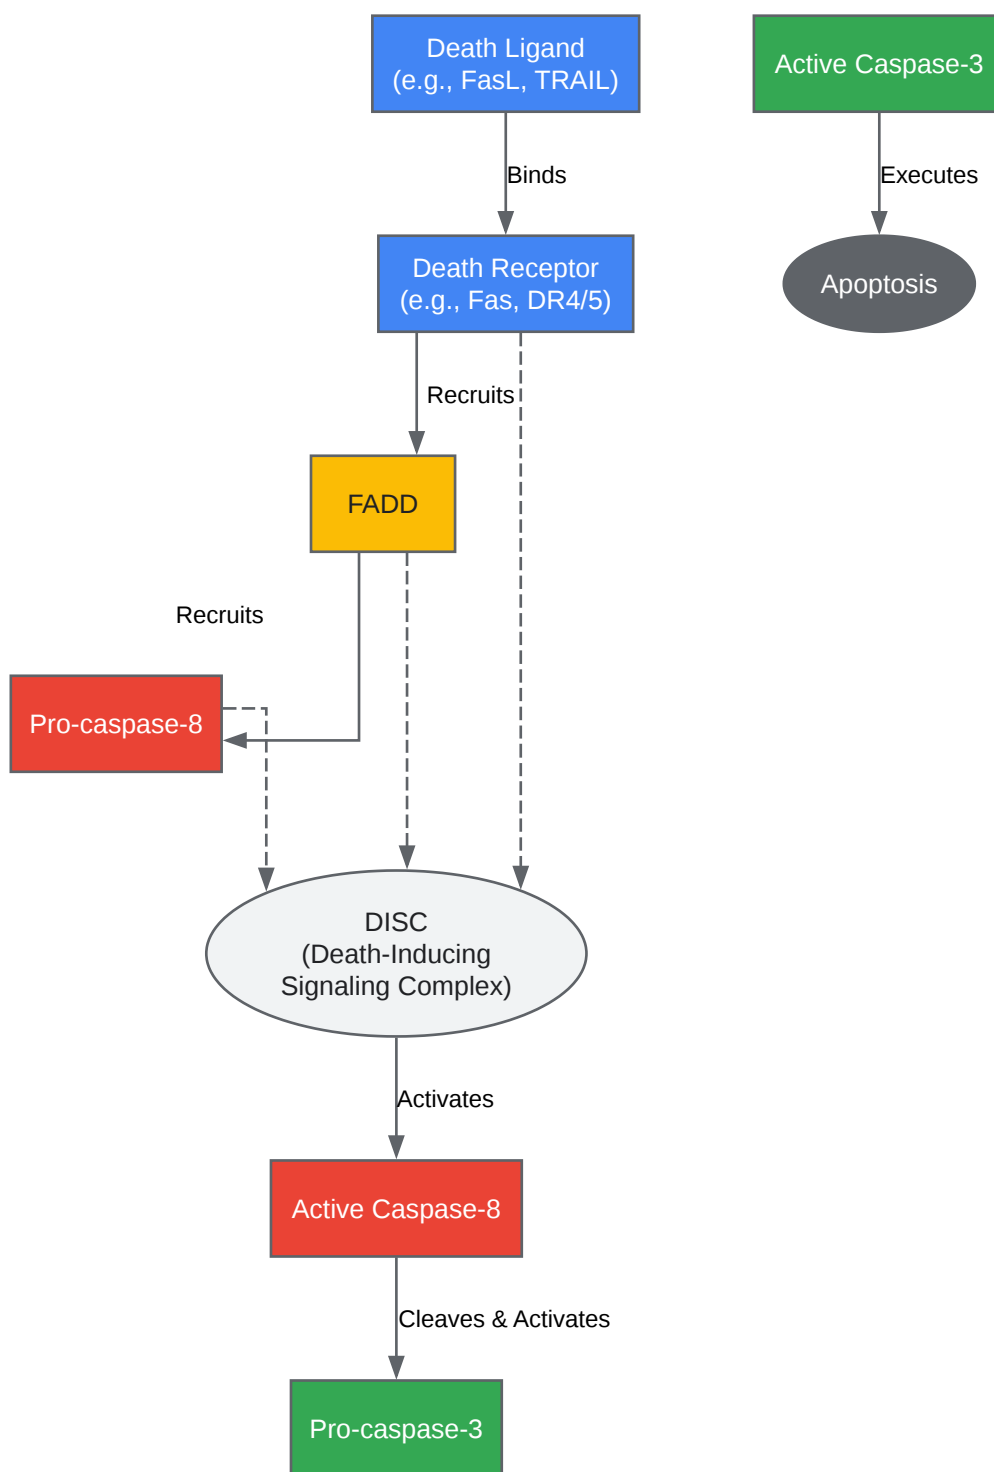 Death Ligand
(e.g., FasL, TRAIL)
Active Caspase-3
Binds
Executes
Death Receptor
(e.g., Fas, DR4/5)
Apoptosis
Recruits
FADD
Recruits
Pro-caspase-8
DISC
(Death-Inducing
Signaling Complex)
Activates
Active Caspase-8
Cleaves & Activates
Pro-caspase-3